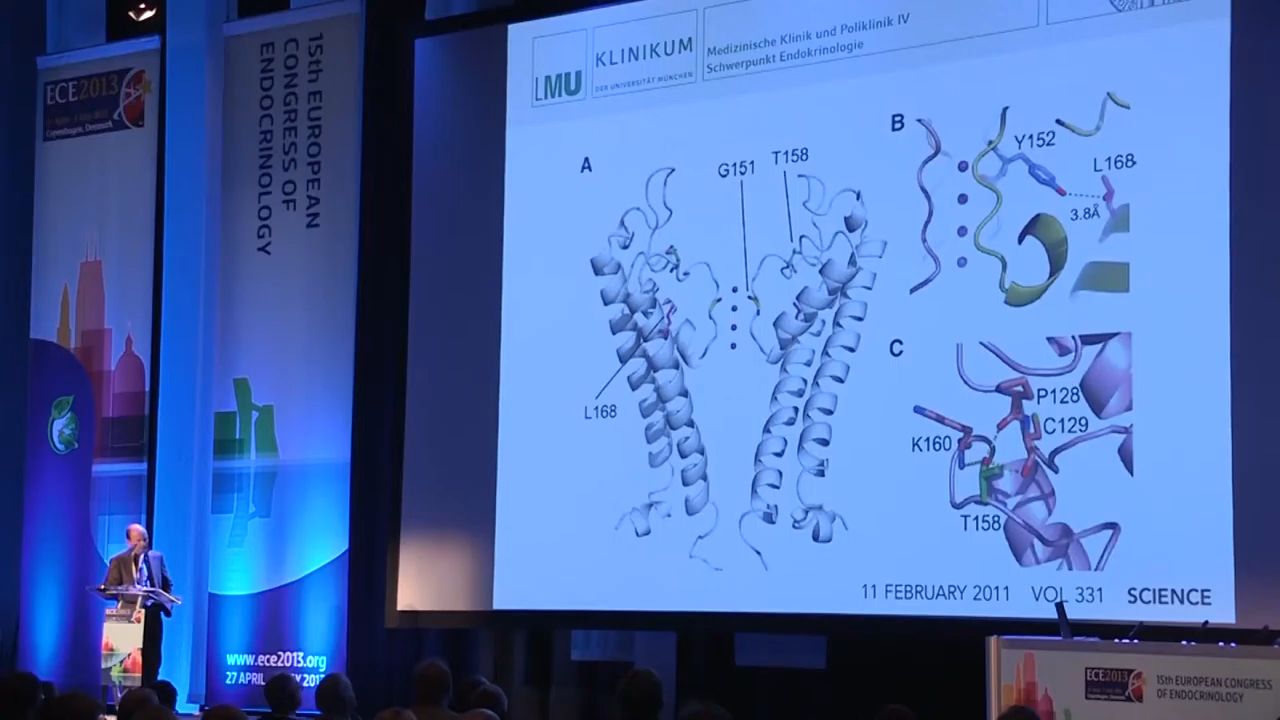 ECE2013
Copenhagen, Denmark
15th EUROPEAN
CONGRESS OF
ENDOCRINOLOGY
www.ece2013.org
27 APRIL
LMU
KLINIKUM
DER UNIVERSITÄT MÜNCHEN
Medizinische Klinik und Poliklinik IV
Schwerpunkt Endokrinologie
A
G151
T158
L168
B
Y152
L168
3.8Å
C
P128
C129
K160
T158
11 FEBRUARY 2011 VOL 331 SCIENCE
ECE2013
15th EUROPEAN CONGRESS
OF ENDOCRINOLOGY